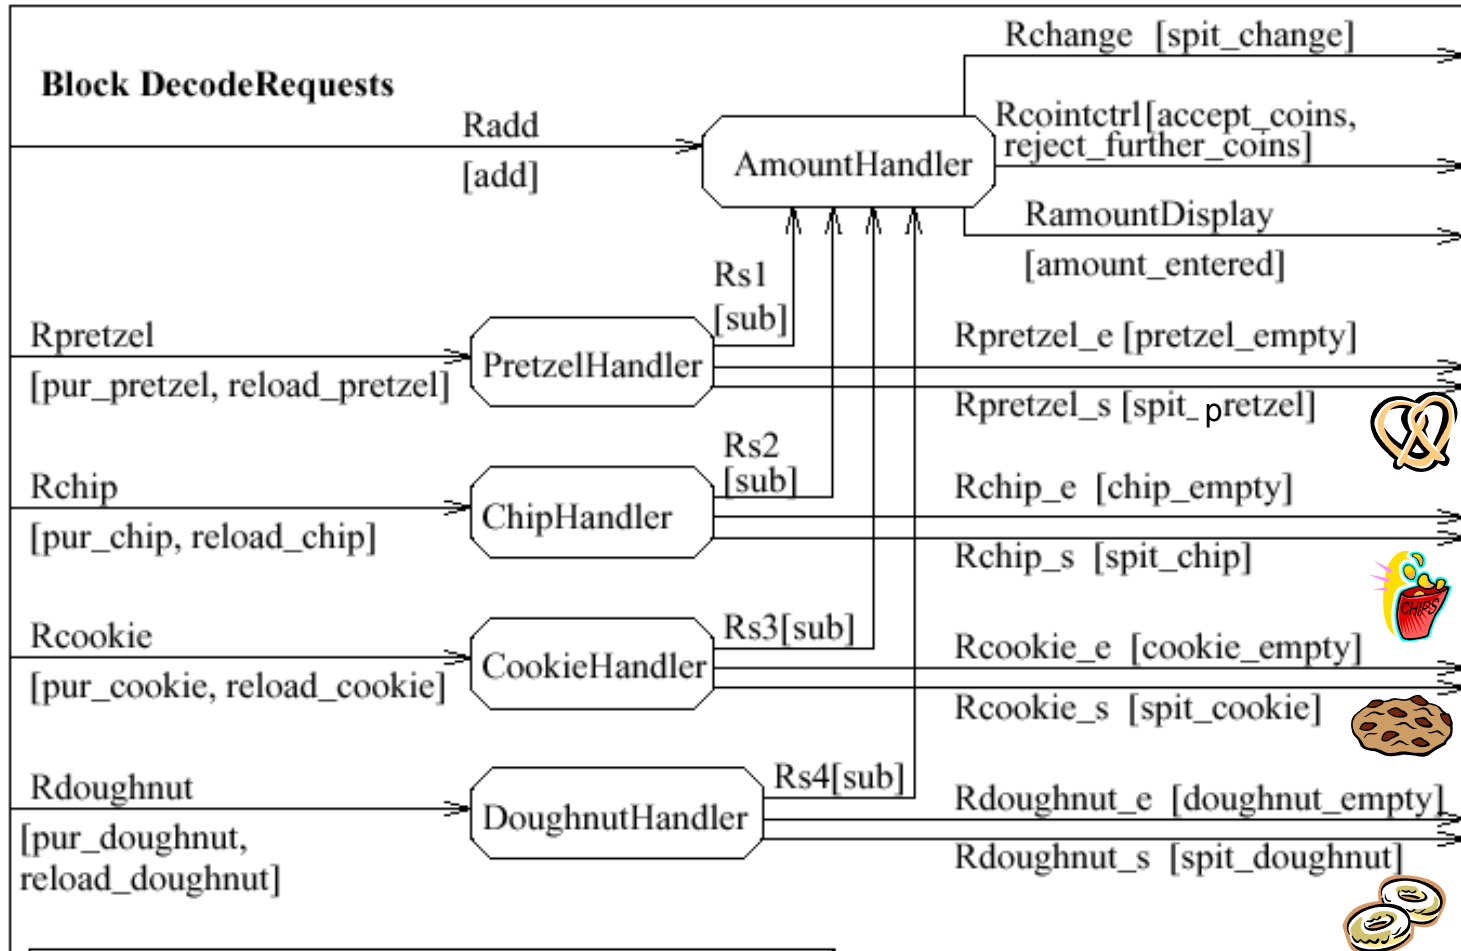 Rchange [spit_change]
Block DecodeRequests
Radd
[add]
AmountHandler
Rcointctrl[accept_coins,
reject_further_coins]
RamountDisplay
[amount_entered]
Rs1
[sub]
Rpretzel
[pur_pretzel, reload_pretzel]
PretzelHandler
Rpretzel_e [pretzel_empty]
Rpretzel_s [spit_ pretzel]
Rs2
[sub]
Rchip
[pur_chip, reload_chip]
ChipHandler
Rchip_e [chip_empty]
Rchip_s [spit_chip]
CHIPS
Rs3[sub]
Rcookie
[pur_cookie, reload_cookie]
CookieHandler
Rcookie_e [cookie_empty]
Rcookie_s [spit_cookie]
Rs4[sub]
Rdoughnut
[pur_doughnut,
reload_doughnut]
DoughnutHandler
Rdoughnut_e [doughnut_empty]
Rdoughnut_s [spit_doughnut]